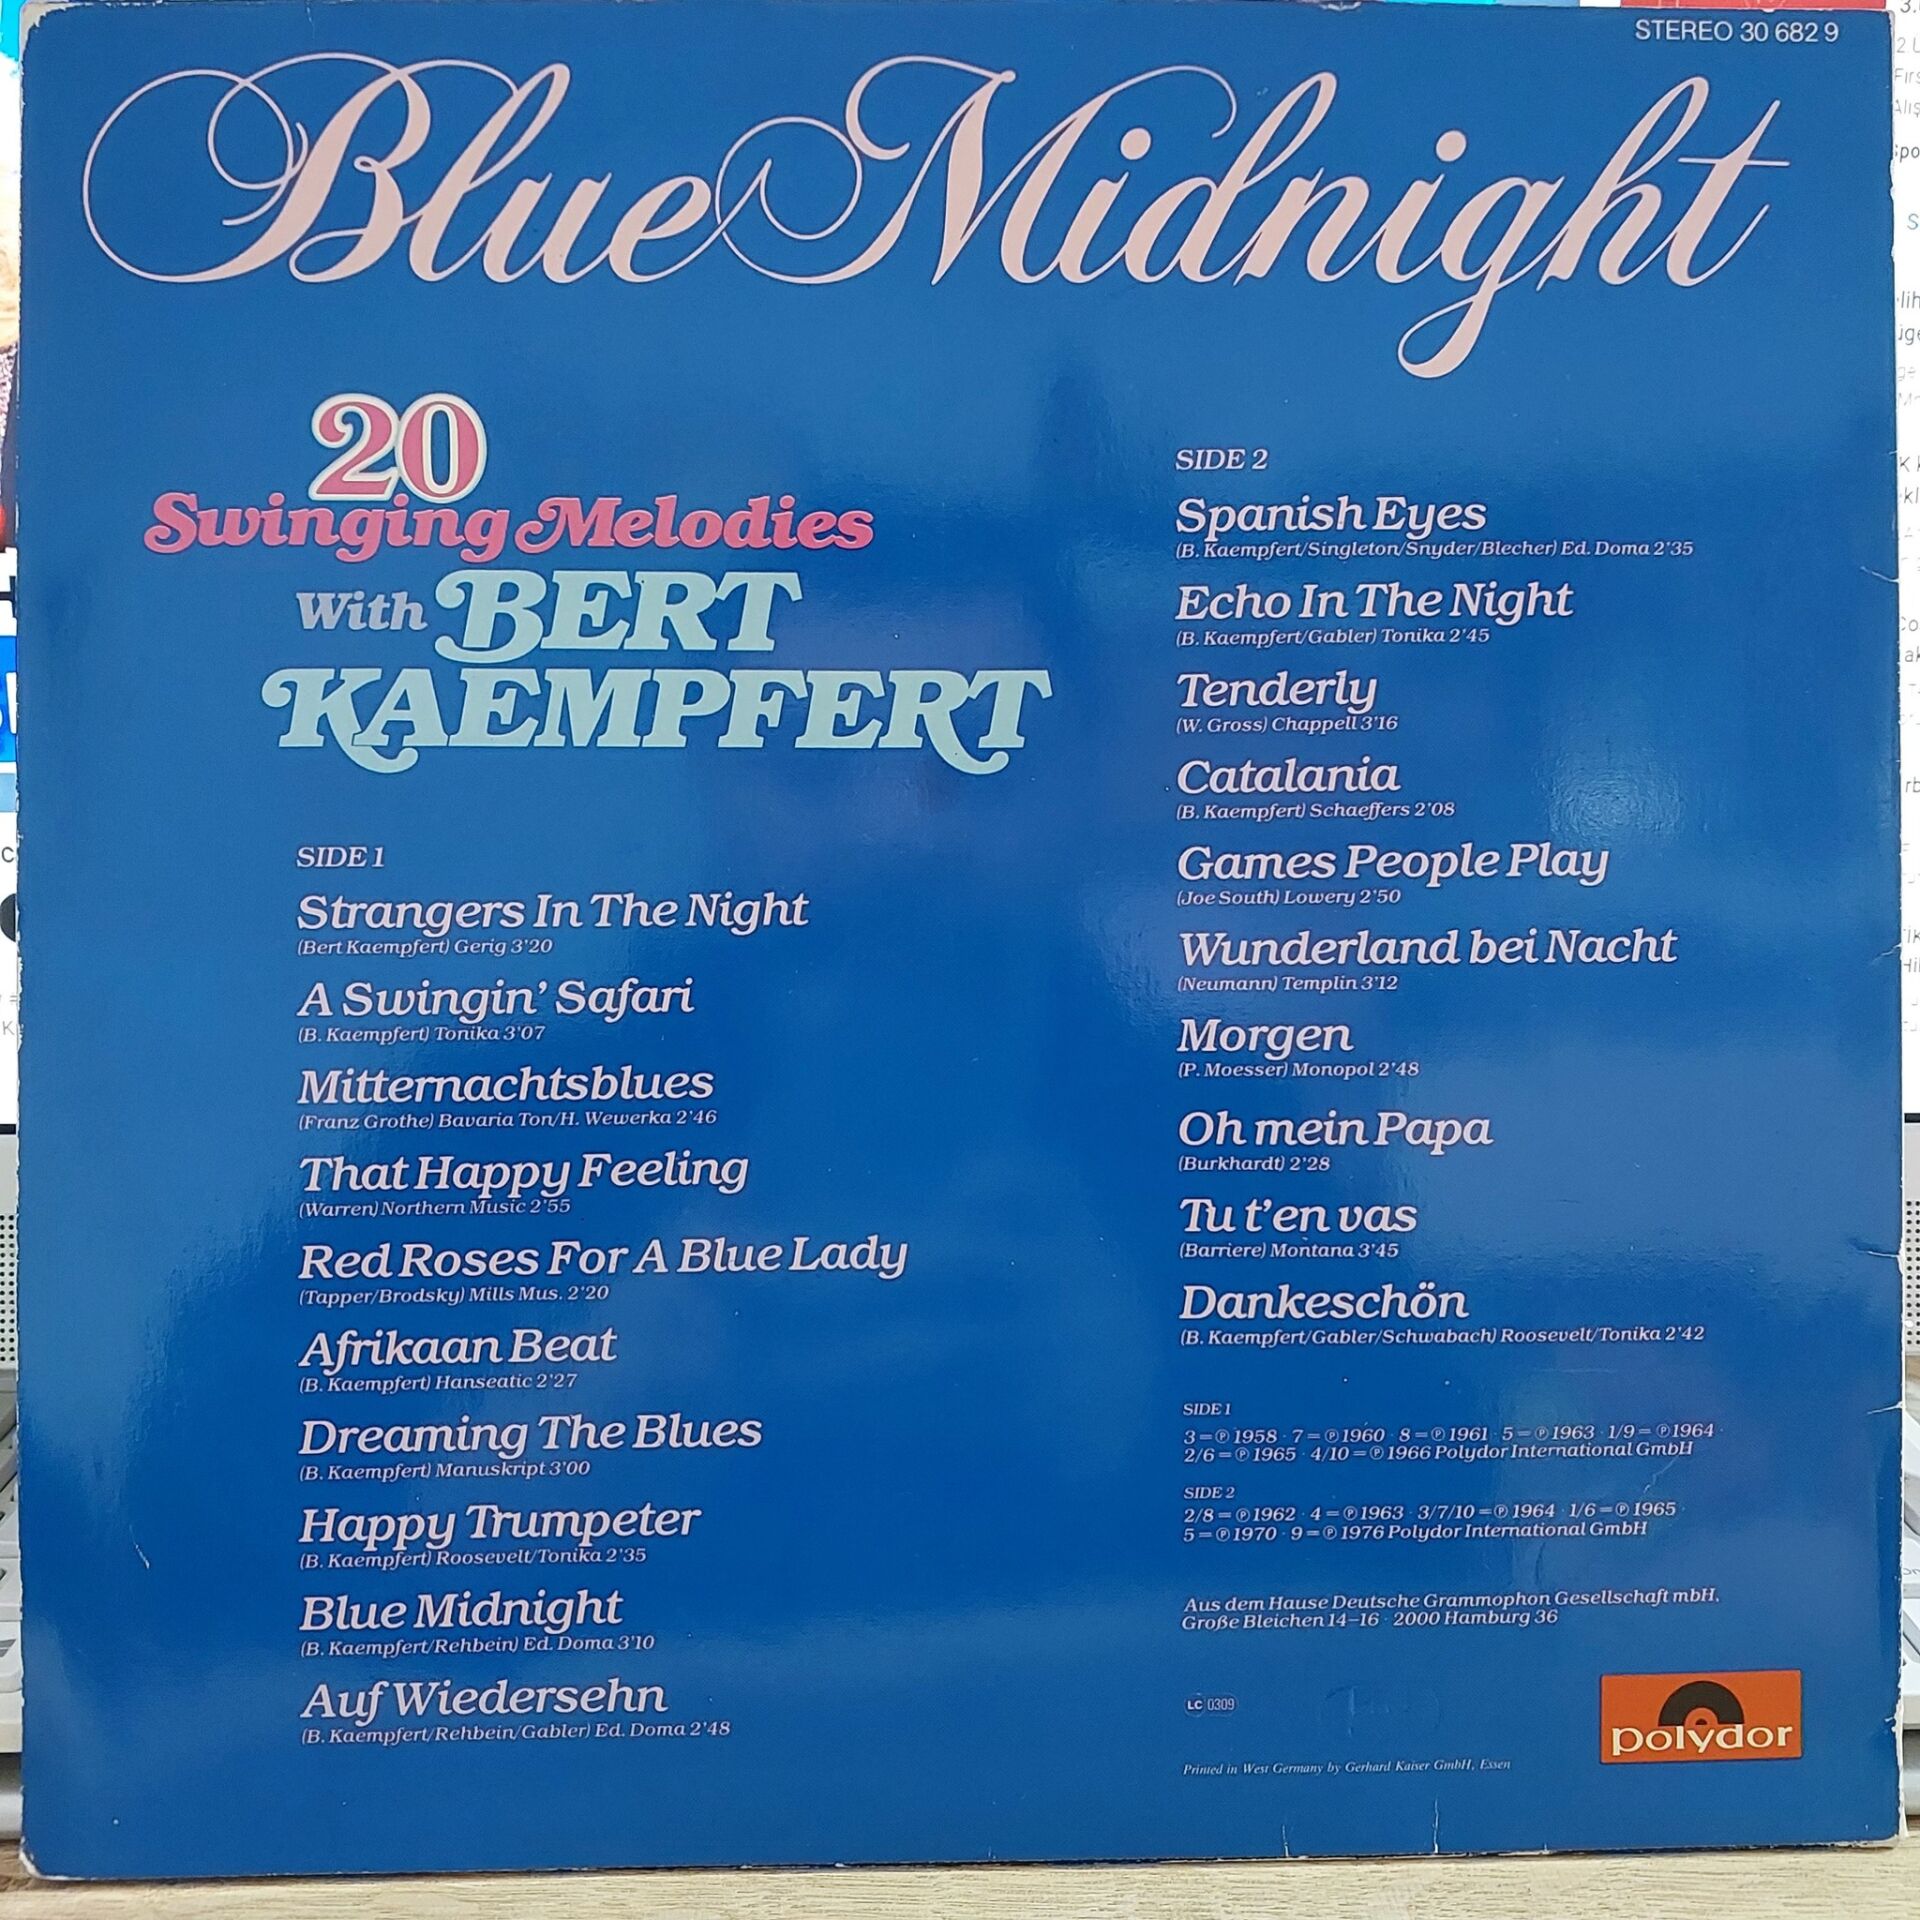 STEREO 30 682 9
Blue Midnight
20
Swinging Melodies
With BERT
KAEMPFERT
SIDE 1
Strangers In The Night
(Bert Kaempfert) Gerig 3'20
A Swingin' Safari
(B. Kaempfert) Tonika 3'07
Mitternachtsblues
(Franz Grothe) Bavaria Ton/H. Wewerka 2'46
That Happy Feeling
(Warren) Northern Music 2'55
Red Roses For A Blue Lady
(Tapper/Brodsky) Mills Mus. 2'20
Afrikaan Beat
(B. Kaempfert) Hanseatic 2'27
Dreaming The Blues
(B. Kaempfert) Manuskript 3'00
Happy Trumpeter
(B. Kaempfert) Roosevelt/Tonika 2'35
Blue Midnight
(B. Kaempfert/Rehbein) Ed. Doma 3'10
Auf Wiedersehn
(B. Kaempfert/Rehbein/Gabler) Ed. Doma 2'48
SIDE 2
Spanish Eyes
(B. Kaempfert/Singleton/Snyder/Blecher) Ed. Doma 2'35
Echo In The Night
(B. Kaempfert/Gabler) Tonika 2'45
Tenderly
(W. Gross) Chappell 3'16
Catalania
(B. Kaempfert) Schaeffers 2'08
Games People Play
(Joe South) Lowery 2'50
Wunderland bei Nacht
(Neumann) Templin 3'12
Morgen
(P. Moesser) Monopol 2'48
Oh mein Papa
(Burkhardt) 2'28
Tu t'en vas
(Barriere) Montana 3'45
Dankeschön
(B. Kaempfert/Gabler/Schwabach) Roosevelt/Tonika 2'42
SIDE 1
3 = ℗ 1958 · 7 = ℗ 1960 · 8 = ℗ 1961 · 5 = ℗ 1963 · 1/9 = ℗ 1964 ·
2/6 = ℗ 1965 · 4/10 = ℗ 1966 Polydor International GmbH
SIDE 2
2/8 = ℗ 1962 · 4 = ℗ 1963 · 3/7/10 = ℗ 1964 · 1/6 = ℗ 1965 ·
5 = ℗ 1970 · 9 = ℗ 1976 Polydor International GmbH
Aus dem Hause Deutsche Grammophon Gesellschaft mbH,
Große Bleichen 14–16 · 2000 Hamburg 36
LC 0309
polydor
Printed in West Germany by Gerhard Kaiser GmbH, Essen